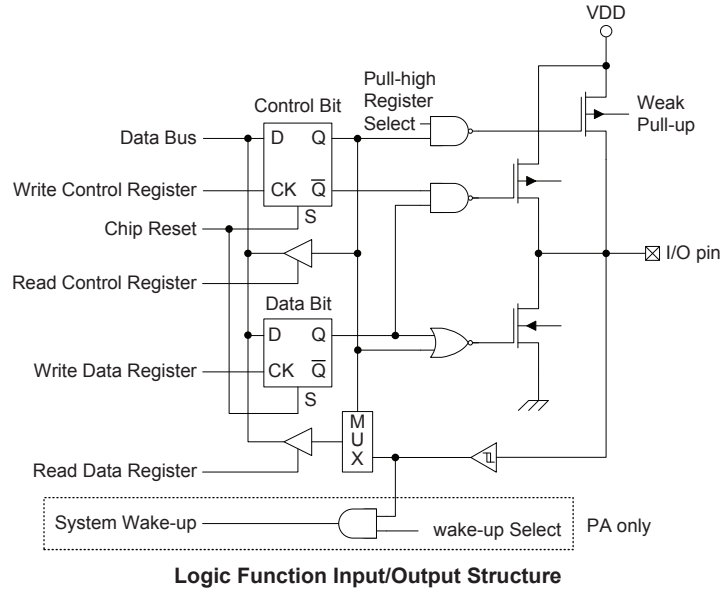 VDD
Pull-high
Register
Select
Weak
Pull-up
Control Bit
Data Bus
D Q
Write Control Register
CK Q̅
S
Chip Reset
I/O pin
Read Control Register
Data Bit
D Q
Write Data Register
CK Q̅
S
M
U
X
Read Data Register
System Wake-up
wake-up Select
PA only
Logic Function Input/Output Structure